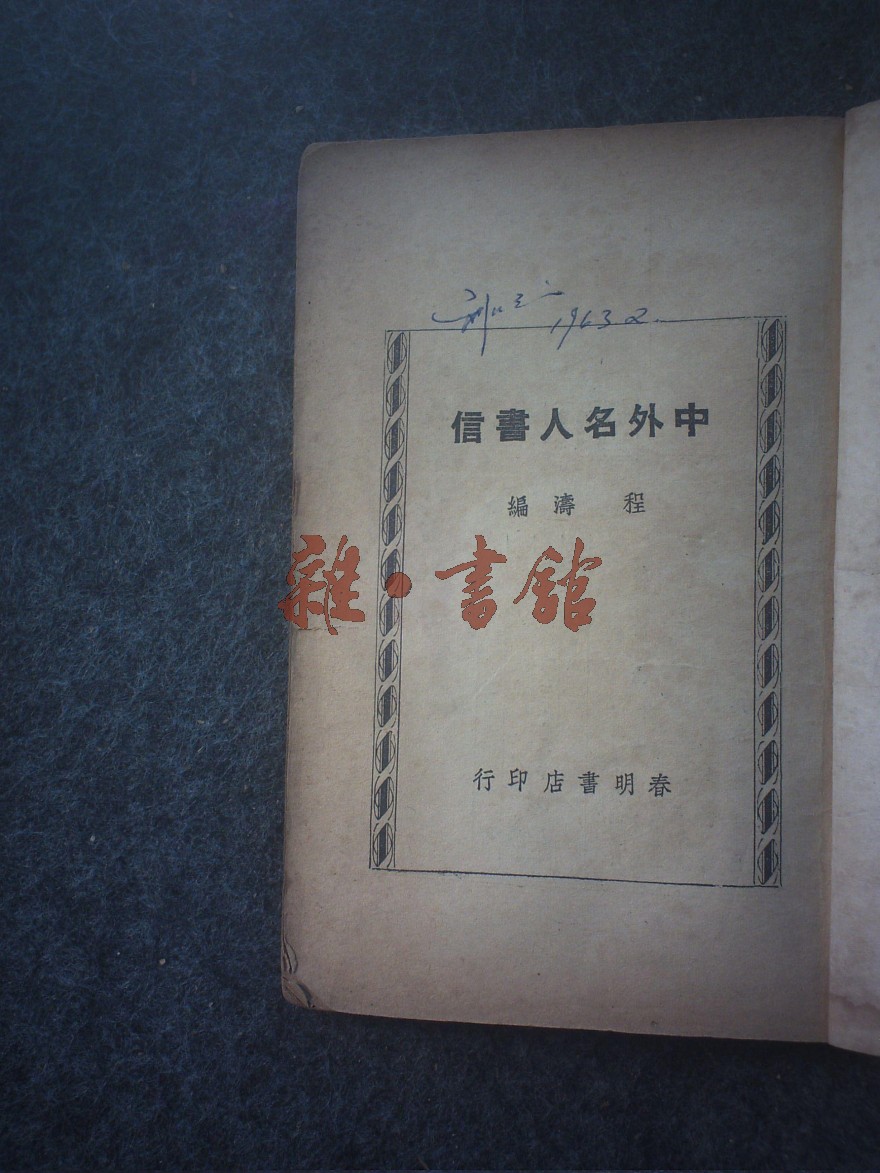 1963 2
中外名人書信
程濤編
雜·書館
春明書店印行